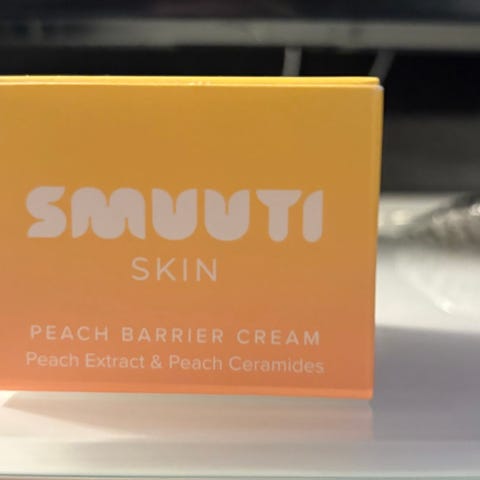 SMUUTI
SKIN
PEACH BARRIER CREAM
Peach Extract & Peach Ceramides